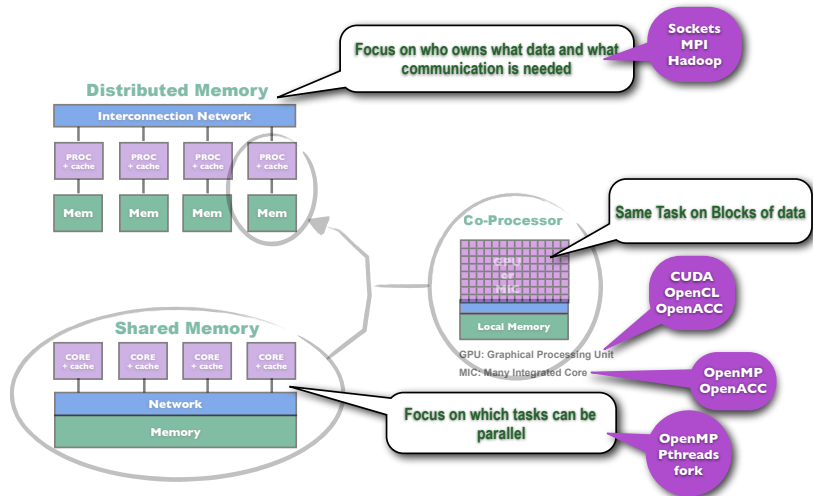 Sockets
MPI
Hadoop
Focus on who owns what data and what
communication is needed
Distributed Memory
Interconnection Network
PROC
+ cache
PROC
+ cache
PROC
+ cache
PROC
+ cache
Mem
Mem
Mem
Mem
Co-Processor
Same Task on Blocks of data
GPU
or
MIC
Local Memory
CUDA
OpenCL
OpenACC
GPU: Graphical Processing Unit
MIC: Many Integrated Core
OpenMP
OpenACC
Shared Memory
CORE
+ cache
CORE
+ cache
CORE
+ cache
CORE
+ cache
Network
Memory
Focus on which tasks can be
parallel
OpenMP
Pthreads
fork